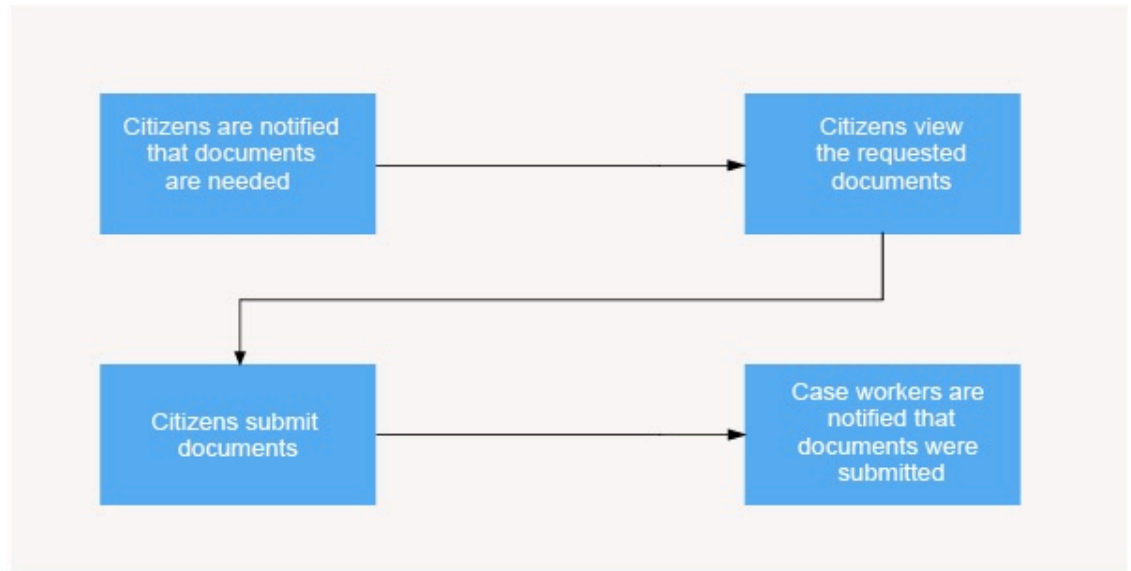 Citizens are notified
that documents
are needed
Citizens view
the requested
documents
Citizens submit
documents
Case workers are
notified that
documents were
submitted